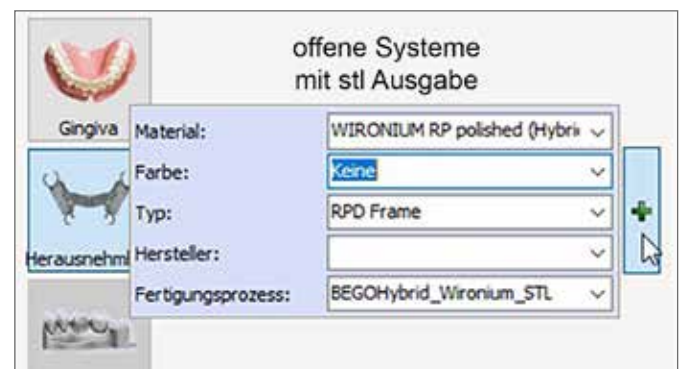 offene Systeme
mit stl Ausgabe
Gingiva
Material: WIRONIUM RP polished (Hybri
Farbe: Keine
Typ: RPD Frame
Herausnehm
Hersteller:
Fertigungsprozess: BEGOHybrid_Wironium_STL